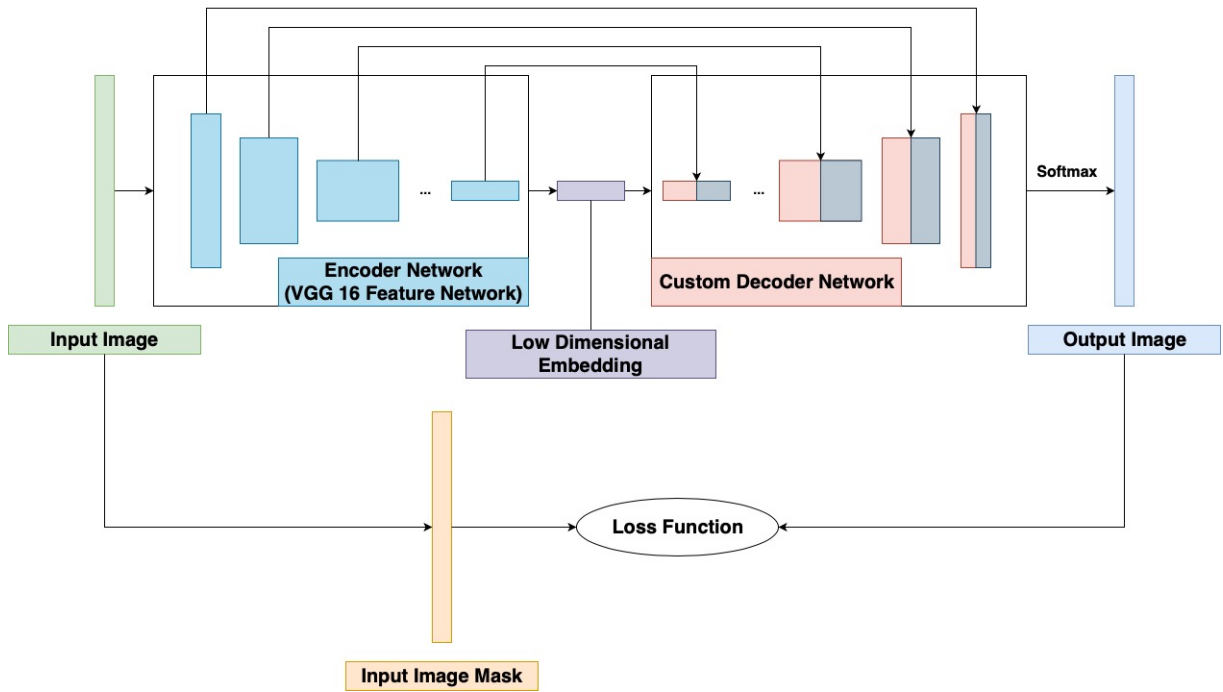 ...
...
Softmax
Encoder Network
(VGG 16 Feature Network)
Custom Decoder Network
Input Image
Low Dimensional
Embedding
Output Image
Loss Function
Input Image Mask